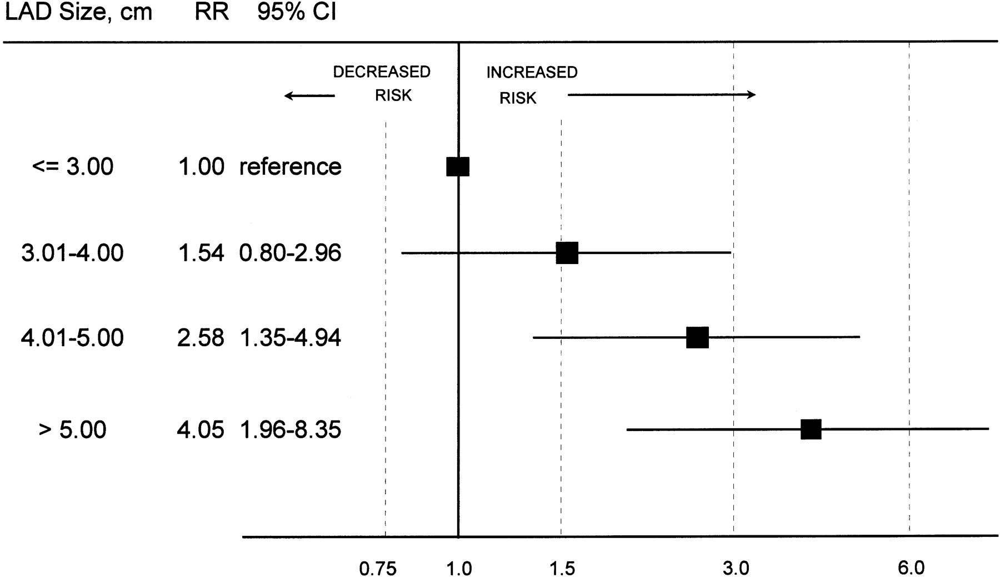 LAD Size, cm RR 95% CI
DECREASED INCREASED
RISK RISK
<= 3.00 1.00 reference
3.01-4.00 1.54 0.80-2.96
4.01-5.00 2.58 1.35-4.94
> 5.00 4.05 1.96-8.35
0.75 1.0 1.5 3.0 6.0